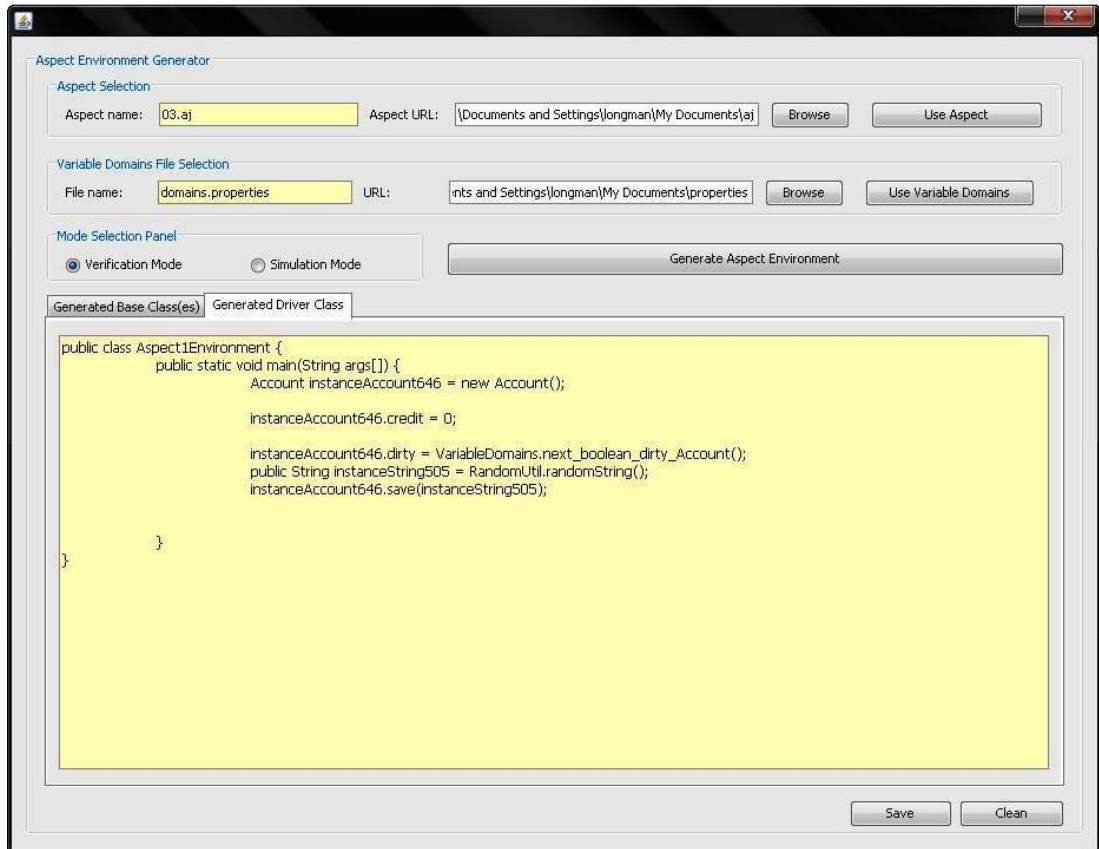 Aspect Environment Generator
Aspect Selection
Aspect name: 03.aj Aspect URL: \Documents and Settings\longman\My Documents\aj Browse Use Aspect
Variable Domains File Selection
File name: domains.properties URL: nts and Settings\longman\My Documents\properties Browse Use Variable Domains
Mode Selection Panel
Verification Mode Simulation Mode Generate Aspect Environment
Generated Base Class(es) Generated Driver Class
public class Aspect1Environment {
public static void main(String args[]) {
Account instanceAccount646 = new Account();
instanceAccount646.credit = 0;
instanceAccount646.dirty = VariableDomains.next_boolean_dirty_Account();
public String instanceString505 = RandomUtil.randomString();
instanceAccount646.save(instanceString505);
}
}
Save Clean